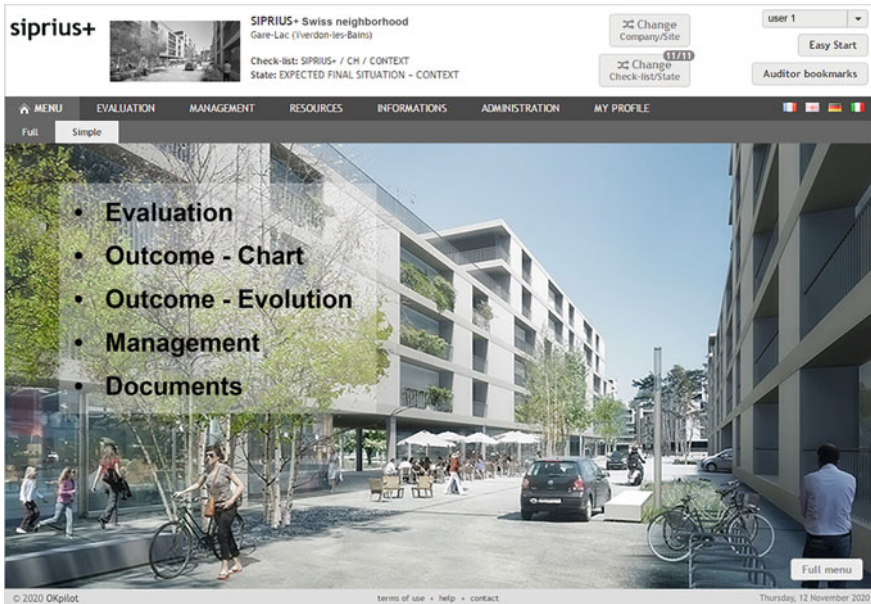 siprius+
SIPRIUS+ Swiss neighborhood
Gare-Lac (Yverdon-les-Bains)
Check-list: SIPRIUS+ / CH / CONTEXT
State: EXPECTED FINAL SITUATION – CONTEXT
Change
Company/Site
11/11
Change
Check-list/State
user 1
Easy Start
Auditor bookmarks
MENU EVALUATION MANAGEMENT RESOURCES INFORMATIONS ADMINISTRATION MY PROFILE
Full Simple
• Evaluation
• Outcome - Chart
• Outcome - Evolution
• Management
• Documents
Full menu
© 2020 OKpilot terms of use • help • contact Thursday, 12 November 2020